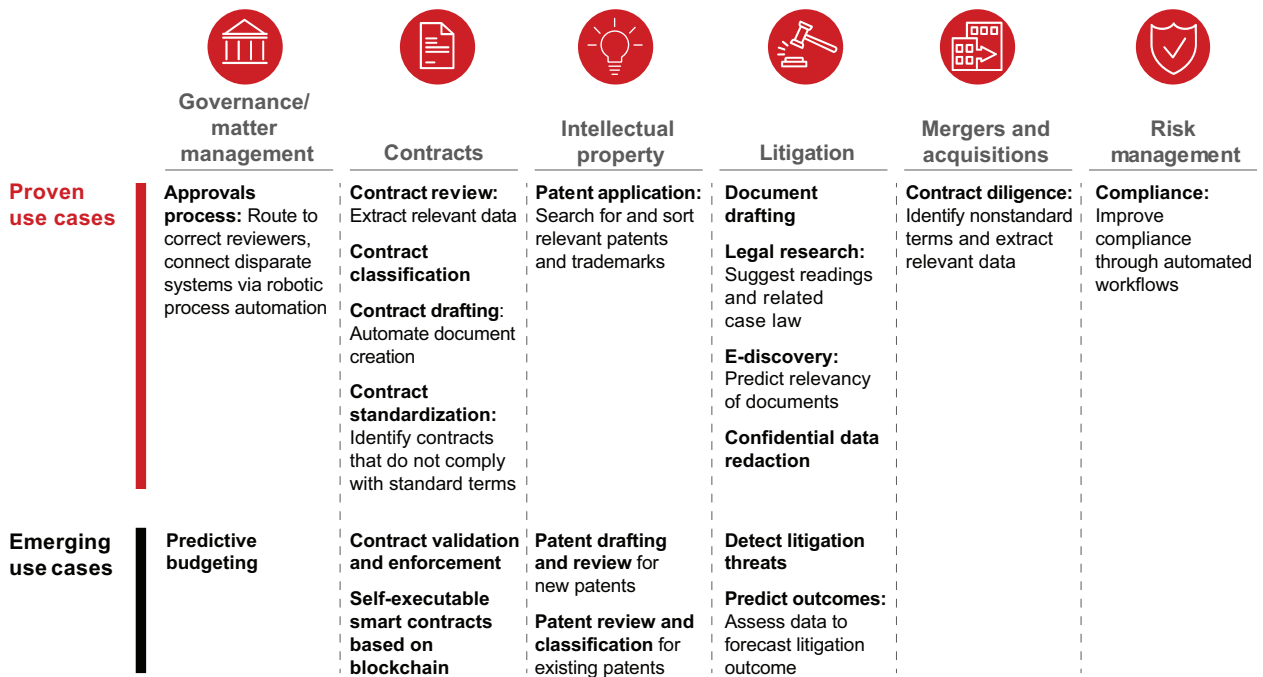 Governance/
matter
management
Contracts
Intellectual
property
Litigation
Mergers and
acquisitions
Risk
management
Proven
use cases
Approvals
process: Route to
correct reviewers,
connect disparate
systems via robotic
process automation
Contract review:
Extract relevant data
Contract
classification
Contract drafting:
Automate document
creation
Contract
standardization:
Identify contracts
that do not comply
with standard terms
Patent application:
Search for and sort
relevant patents
and trademarks
Document
drafting
Legal research:
Suggest readings
and related
case law
E-discovery:
Predict relevancy
of documents
Confidential data
redaction
Contract diligence:
Identify nonstandard
terms and extract
relevant data
Compliance:
Improve
compliance
through automated
workflows
Emerging
use cases
Predictive
budgeting
Contract validation
and enforcement
Self-executable
smart contracts
based on
blockchain
Patent drafting
and review for
new patents
Patent review and
classification for
existing patents
Detect litigation
threats
Predict outcomes:
Assess data to
forecast litigation
outcome